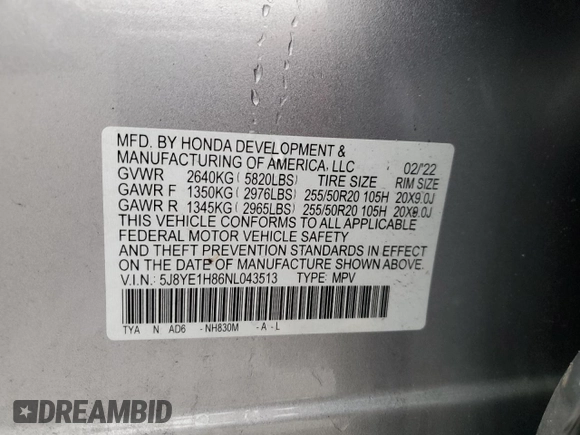 MFD. BY HONDA DEVELOPMENT &
MANUFACTURING OF AMERICA, LLC 02/'22
GVWR 2640KG( 5820LBS) TIRE SIZE RIM SIZE
GAWR F 1350KG( 2976LBS) 255/50R20 105H 20X9.0J
GAWR R 1345KG( 2965LBS) 255/50R20 105H 20X9.0J
THIS VEHICLE CONFORMS TO ALL APPLICABLE
FEDERAL MOTOR VEHICLE SAFETY
AND THEFT PREVENTION STANDARDS IN EFFECT
ON THE DATE OF MANUFACTURE SHOWN ABOVE.
V.I.N.: 5J8YE1H86NL043513 TYPE: MPV
TYA N AD6 -NH830M -A-L
DREAMBID